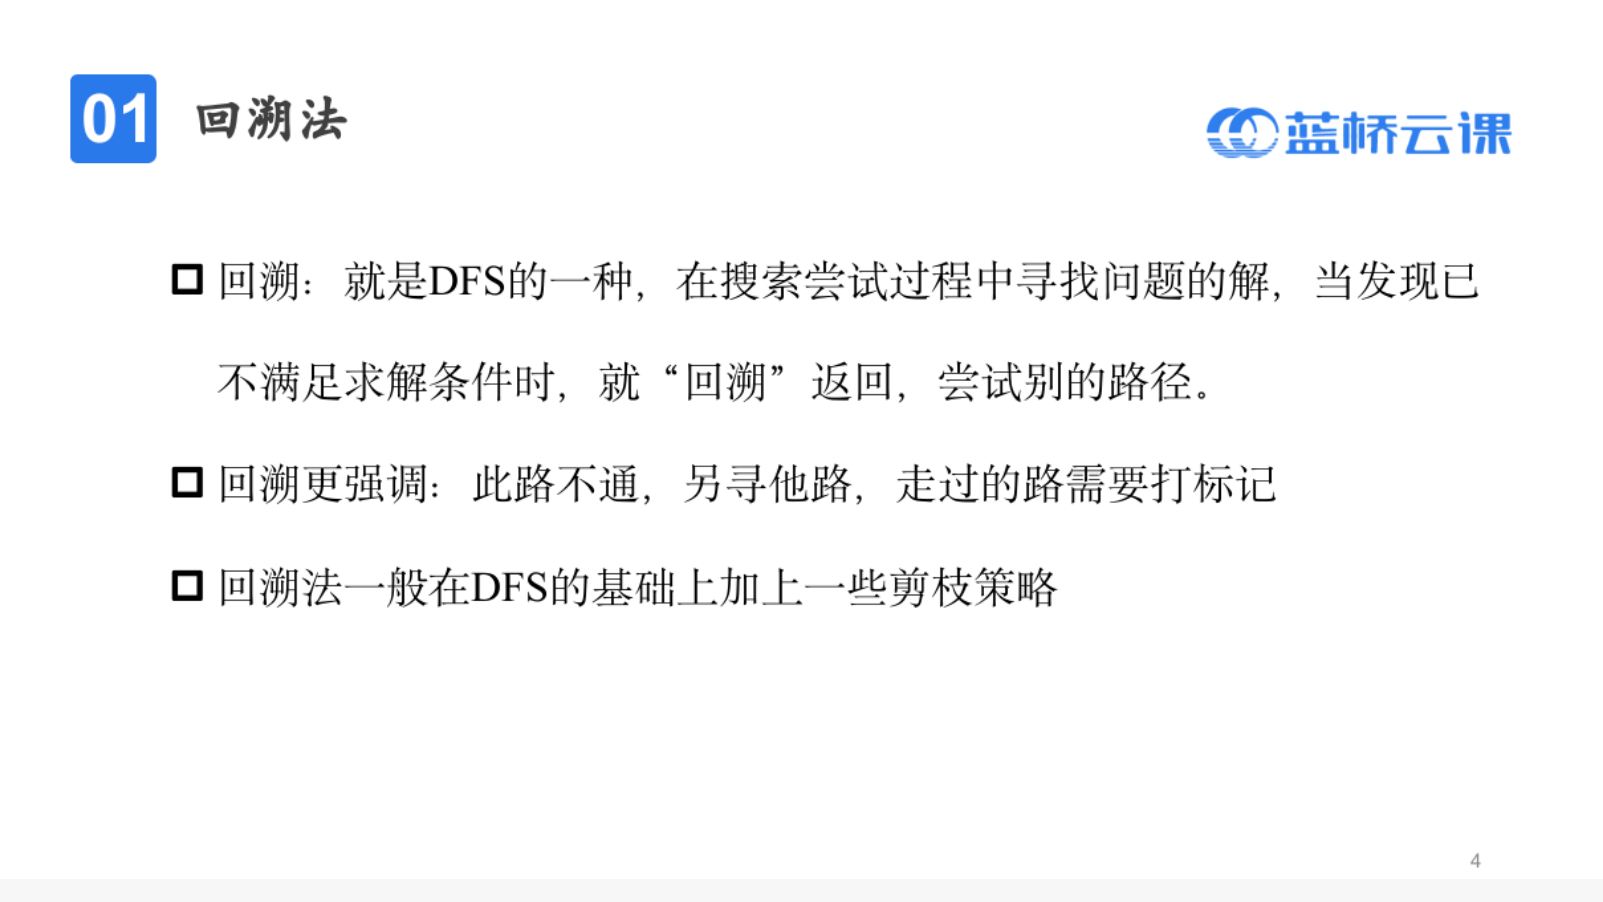 01 回溯法
蓝桥云课
回溯：就是DFS的一种，在搜索尝试过程中寻找问题的解，当发现已
不满足求解条件时，就“回溯”返回，尝试别的路径。
回溯更强调：此路不通，另寻他路，走过的路需要打标记
回溯法一般在DFS的基础上加上一些剪枝策略
4